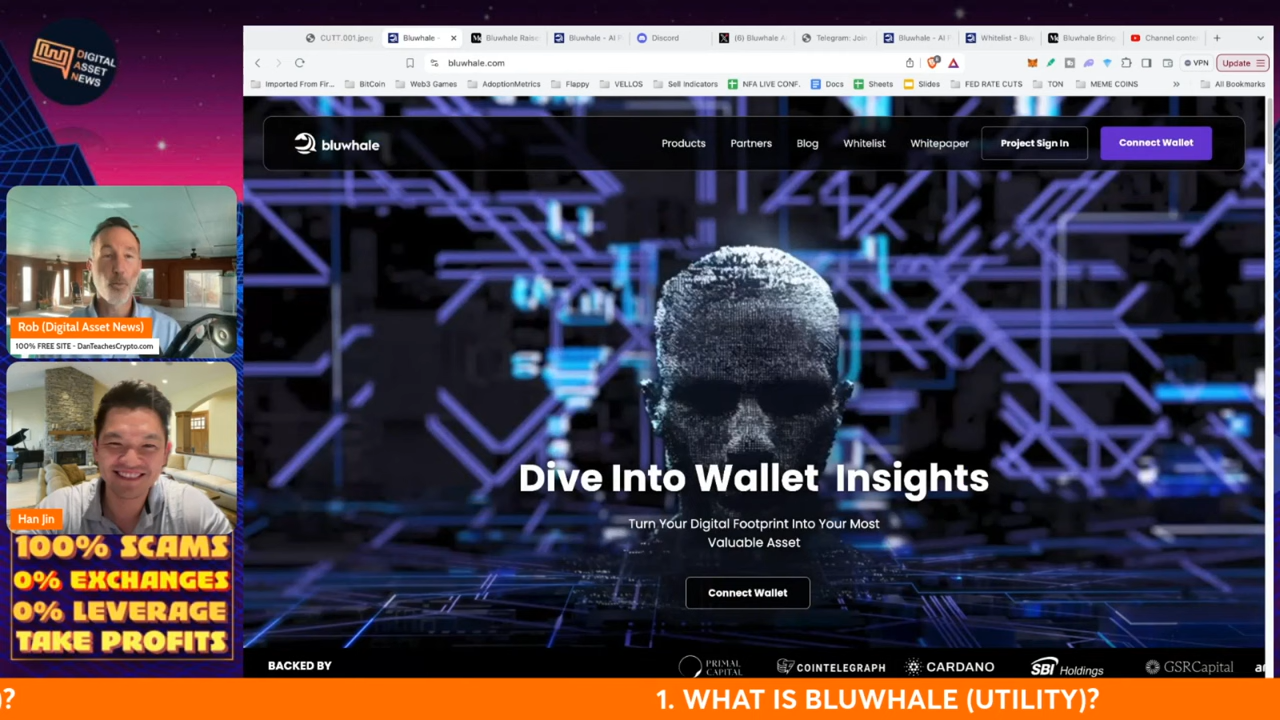 DIGITAL
ASSET
NEWS
CUTT.001.jpeg
Bluwhale -
Bluwhale Raise
Bluwhale - AI P
Discord
(6) Bluwhale A
Telegram: Join
Bluwhale - AI P
Whitelist - Blu
Bluwhale Bring
Channel conte
bluwhale.com
VPN
Update
Imported From Fir...
BitCoin
Web3 Games
AdoptionMetrics
Flappy
VELLOS
Sell Indicators
NFA LIVE CONF.
Docs
Sheets
Slides
FED RATE CUTS
TON
MEME COINS
All Bookmarks
bluwhale
Products
Partners
Blog
Whitelist
Whitepaper
Project Sign In
Connect Wallet
Dive Into Wallet Insights
Turn Your Digital Footprint Into Your Most
Valuable Asset
Connect Wallet
BACKED BY
PRIMAL
CAPITAL
COINTELEGRAPH
CARDANO
SBI Holdings
GSRCapital
Rob (Digital Asset News)
100% FREE SITE - DanTeachesCrypto.com
Han Jin
100% SCAMS
0% EXCHANGES
0% LEVERAGE
TAKE PROFITS
)?
1. WHAT IS BLUWHALE (UTILITY)?